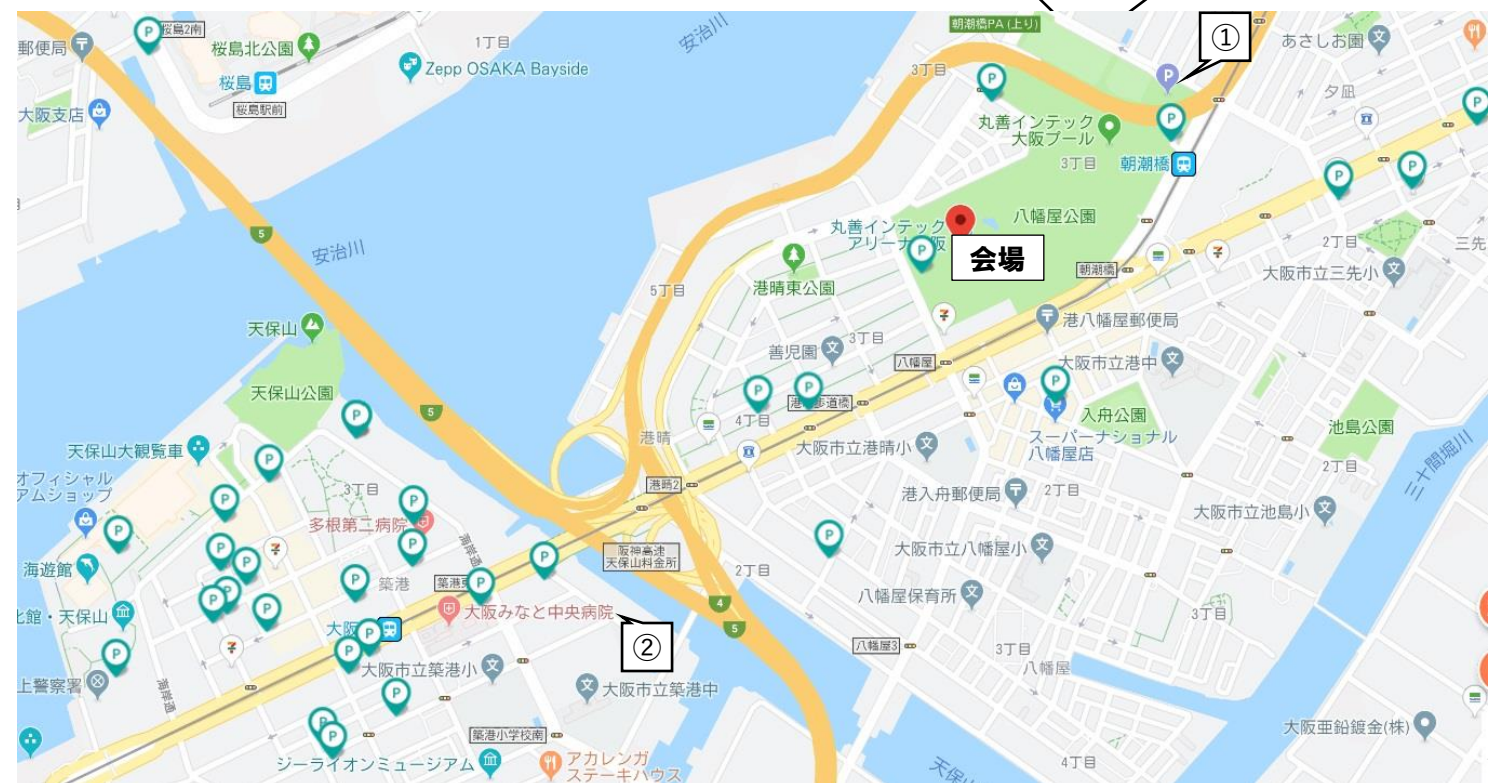 朝潮橋PA (上り)
①
郵便局
桜島2南
桜島北公園
1丁目
安治川
3丁目
あさしお園
Zepp OSAKA Bayside
桜島
大阪支店
桜島駅前
丸善インテック
大阪プール
夕凪
3丁目
朝潮橋
八幡屋公園
丸善インテック
アリーナ大阪
会場
安治川
5
2丁目
三先
大阪市立三先小
朝潮橋
港晴東公園
5丁目
天保山
港八幡屋郵便局
善児園
3丁目
八幡屋
大阪市立港中
天保山公園
5
入舟公園
池島公園
4丁目
港晴
大阪市立港晴小
スーパーナショナル
八幡屋店
天保山大観覧車
オフィシャル
アムショップ
3丁目
港晴2
港入舟郵便局
2丁目
2丁目
三十間堀川
多根第二病院
海岸通
大阪市立池島小
海遊館
築港
阪神高速
天保山料金所
2丁目
大阪市立八幡屋小
八幡屋保育所
大阪みなと中央病院
4
5
3丁目
北館・天保山
②
八幡屋3
3丁目
八幡屋
上警察署
海岸通
大阪市立築港小
大阪市立築港中
築港小学校南
大阪亜鉛鍍金(株)
ジーライオンミュージアム
アカレンガ
ステーキハウス
4丁目